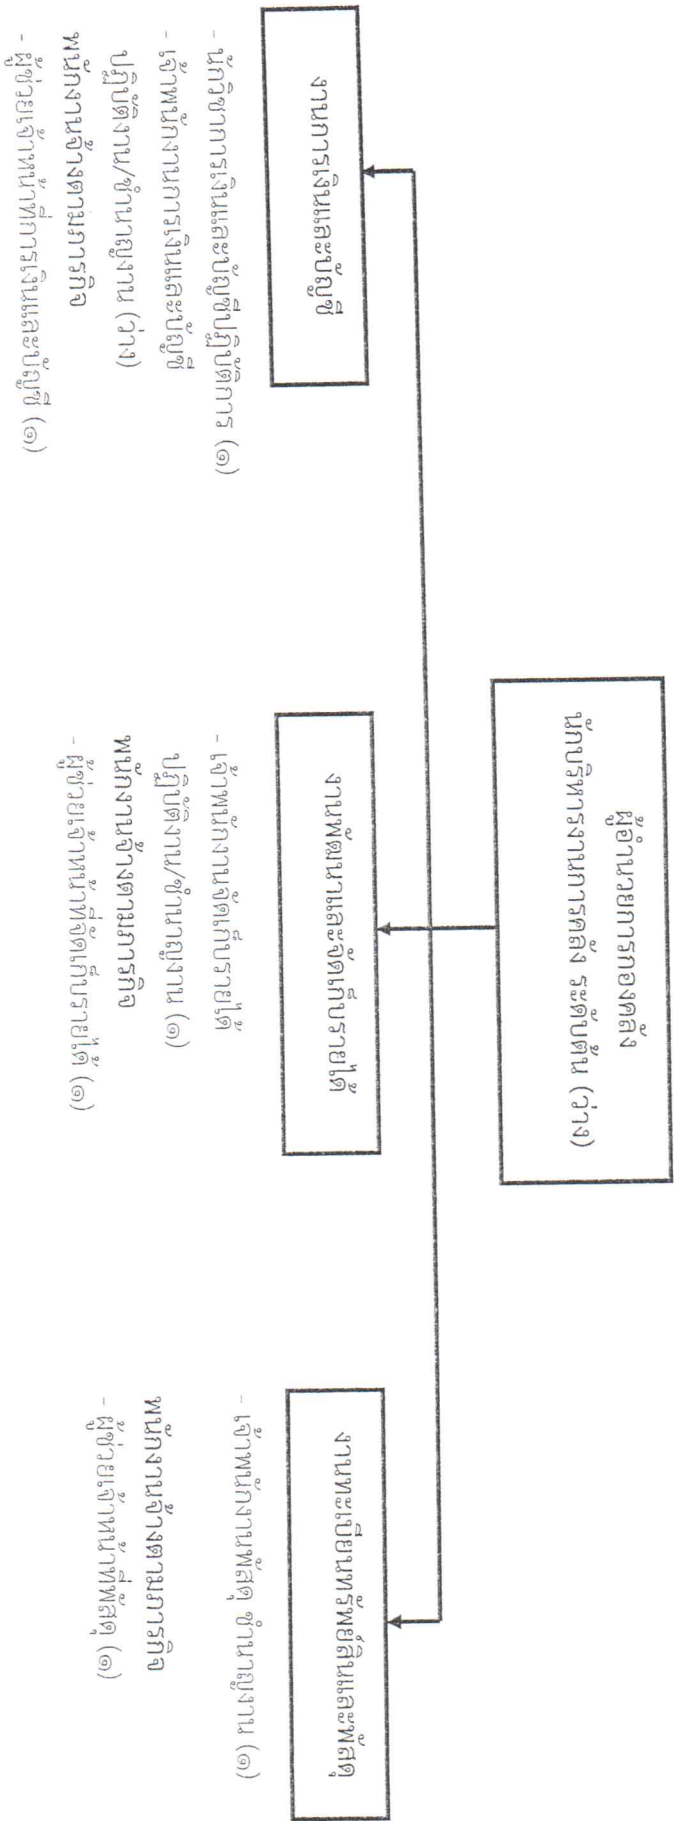 ผู้อำนวยการกองคลัง
นักบริหารงานการคลัง ระดับต้น (ว่าง)
งานการเงินและบัญชี
- นักวิชาการเงินและบัญชีปฏิบัติการ (๑)
- เจ้าพนักงานการเงินและบัญชี
ปฏิบัติงาน/ชำนาญงาน (ว่าง)
พนักงานจ้างตามภารกิจ
- ผู้ช่วยเจ้าหน้าที่การเงินและบัญชี (๑)
งานพัฒนาและจัดเก็บรายได้
- เจ้าพนักงานจัดเก็บรายได้
ปฏิบัติงาน/ชำนาญงาน (๑)
พนักงานจ้างตามภารกิจ
- ผู้ช่วยเจ้าหน้าที่จัดเก็บรายได้ (๑)
งานทะเบียนทรัพย์สินและพัสดุ
- เจ้าพนักงานพัสดุ ชำนาญงาน (๑)
พนักงานจ้างตามภารกิจ
- ผู้ช่วยเจ้าหน้าที่พัสดุ (๑)